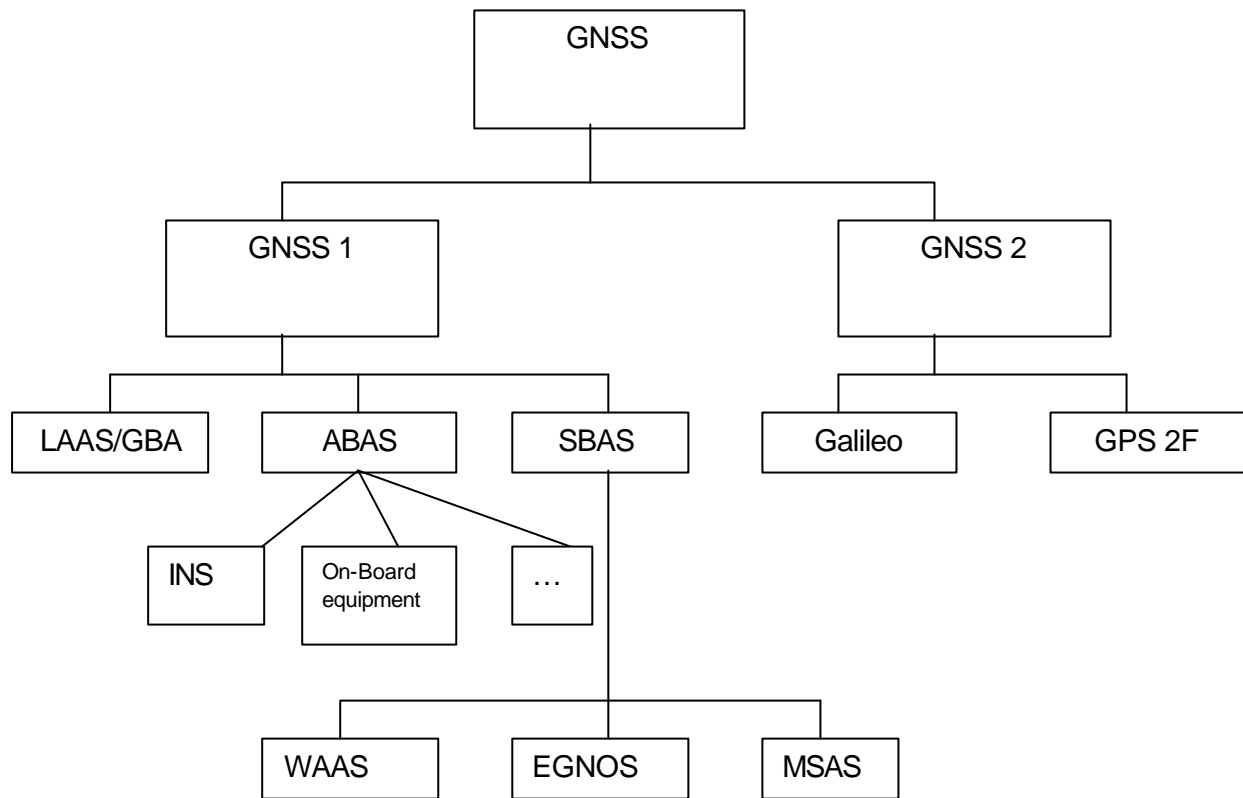 GNSS
GNSS 1
GNSS 2
LAAS/GBA
ABAS
SBAS
Galileo
GPS 2F
INS
On-Board
equipment
…
WAAS
EGNOS
MSAS